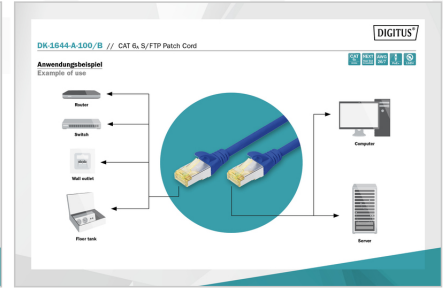 DIGITUS®
DK-1644-A-100/B // CAT 6A S/FTP Patch Cord
Anwendungsbeispiel
Example of use
Router
Switch
Wall outlet
Floor tank
Computer
Server